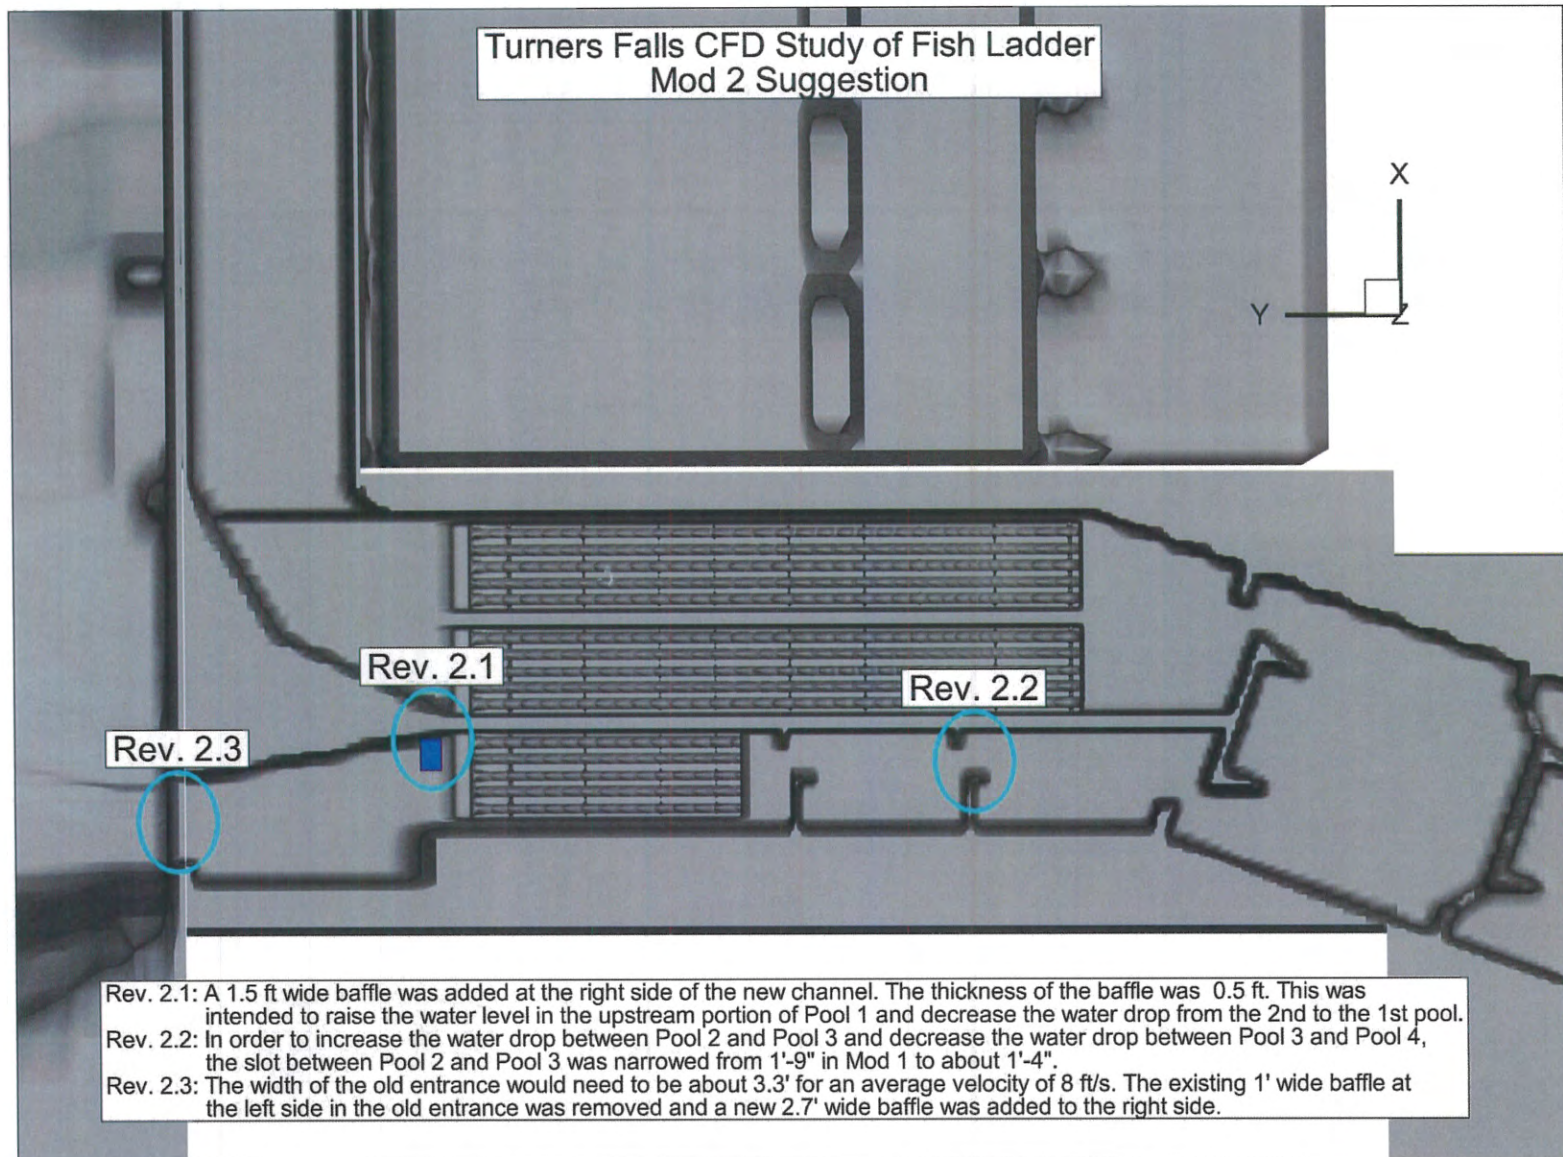 Turners Falls CFD Study of Fish Ladder
Mod 2 Suggestion
X
Y
Z
Rev. 2.1
Rev. 2.2
Rev. 2.3
Rev. 2.1: A 1.5 ft wide baffle was added at the right side of the new channel. The thickness of the baffle was 0.5 ft. This was
intended to raise the water level in the upstream portion of Pool 1 and decrease the water drop from the 2nd to the 1st pool.
Rev. 2.2: In order to increase the water drop between Pool 2 and Pool 3 and decrease the water drop between Pool 3 and Pool 4,
the slot between Pool 2 and Pool 3 was narrowed from 1'-9" in Mod 1 to about 1'-4".
Rev. 2.3: The width of the old entrance would need to be about 3.3' for an average velocity of 8 ft/s. The existing 1' wide baffle at
the left side in the old entrance was removed and a new 2.7' wide baffle was added to the right side.